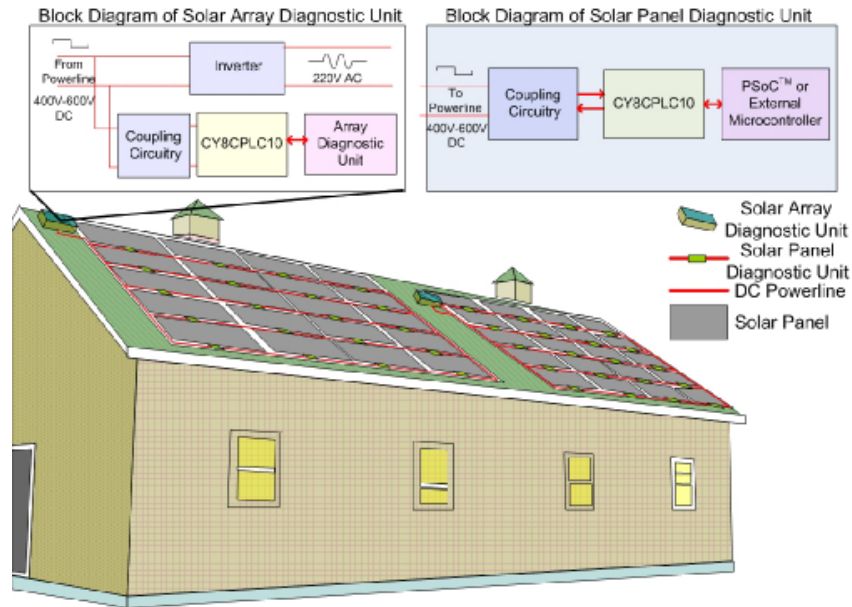 Block Diagram of Solar Array Diagnostic Unit
From
Powerline
400V-600V
DC
Inverter
220V AC
Coupling
Circuitry
CY8CPLC10
Array
Diagnostic
Unit
Block Diagram of Solar Panel Diagnostic Unit
To
Powerline
400V-600V
DC
Coupling
Circuitry
CY8CPLC10
PSoC™ or
External
Microcontroller
Solar Array
Diagnostic Unit
Solar Panel
Diagnostic Unit
DC Powerline
Solar Panel